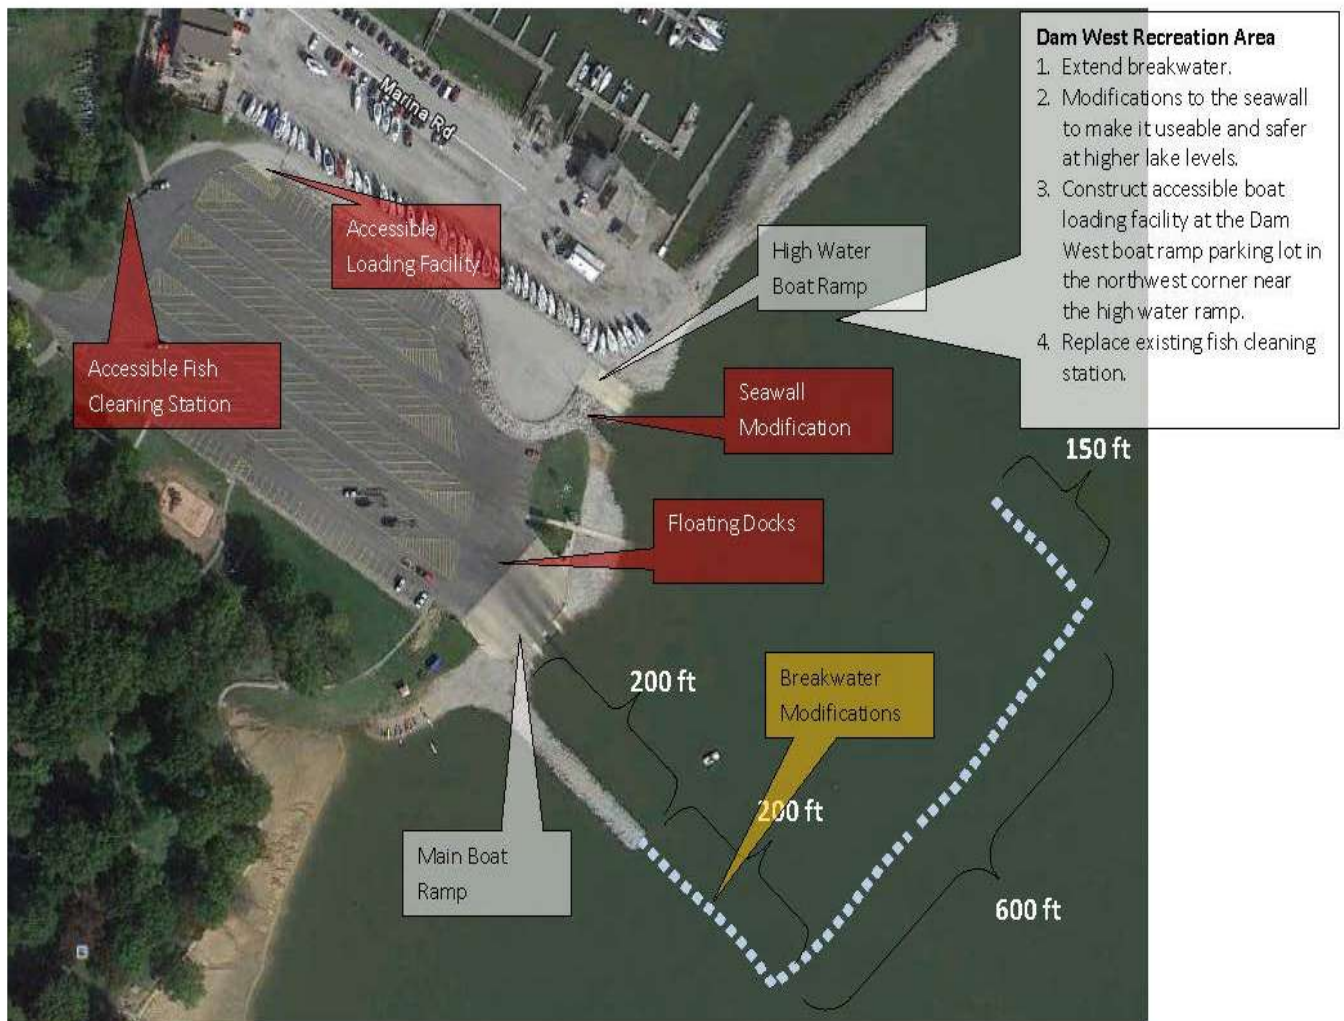 Dam West Recreation Area
1. Extend breakwater.
2. Modifications to the seawall
to make it useable and safer
at higher lake levels.
3. Construct accessible boat
loading facility at the Dam
West boat ramp parking lot in
the northwest corner near
the high water ramp.
4. Replace existing fish cleaning
station.
Marina Rd
Accessible
Loading Facility
High Water
Boat Ramp
Accessible Fish
Cleaning Station
Seawall
Modification
150 ft
Floating Docks
200 ft
Breakwater
Modifications
200 ft
Main Boat
Ramp
600 ft